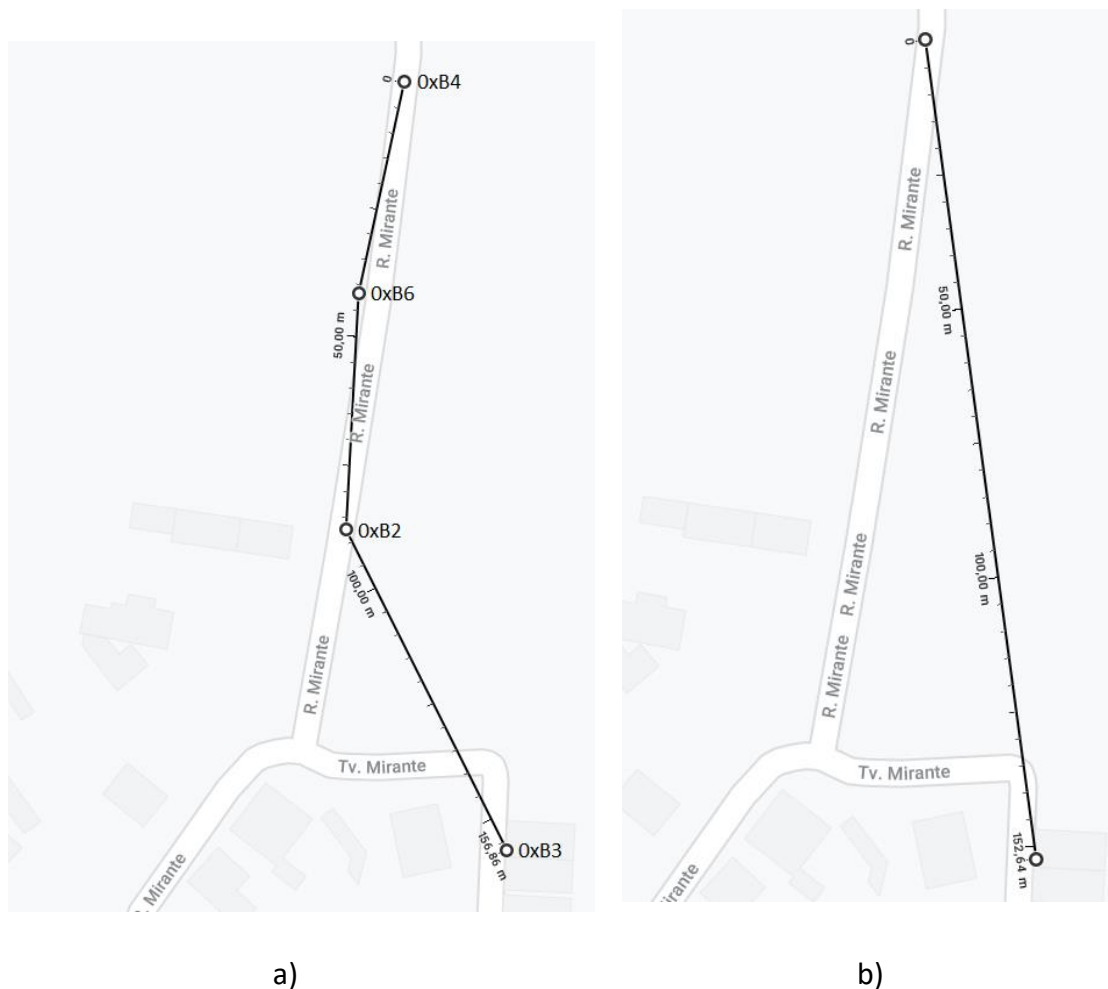 0
0xB4
R. Mirante
0xB6
50,00 m
R. Mirante
0xB2
100,00 m
R. Mirante
Tv. Mirante
156,86 m
0xB3
R. Mirante
a)
0
R. Mirante
50,00 m
R. Mirante
100,00 m
R. Mirante
R. Mirante
Tv. Mirante
152,64 m
irante
b)